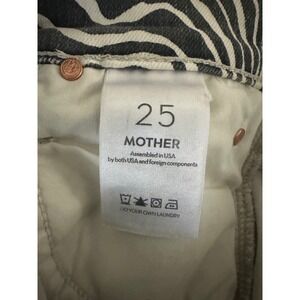 25
MOTHER
Assembled in USA
by both USA and foreign components
DO YOUR OWN LAUNDRY